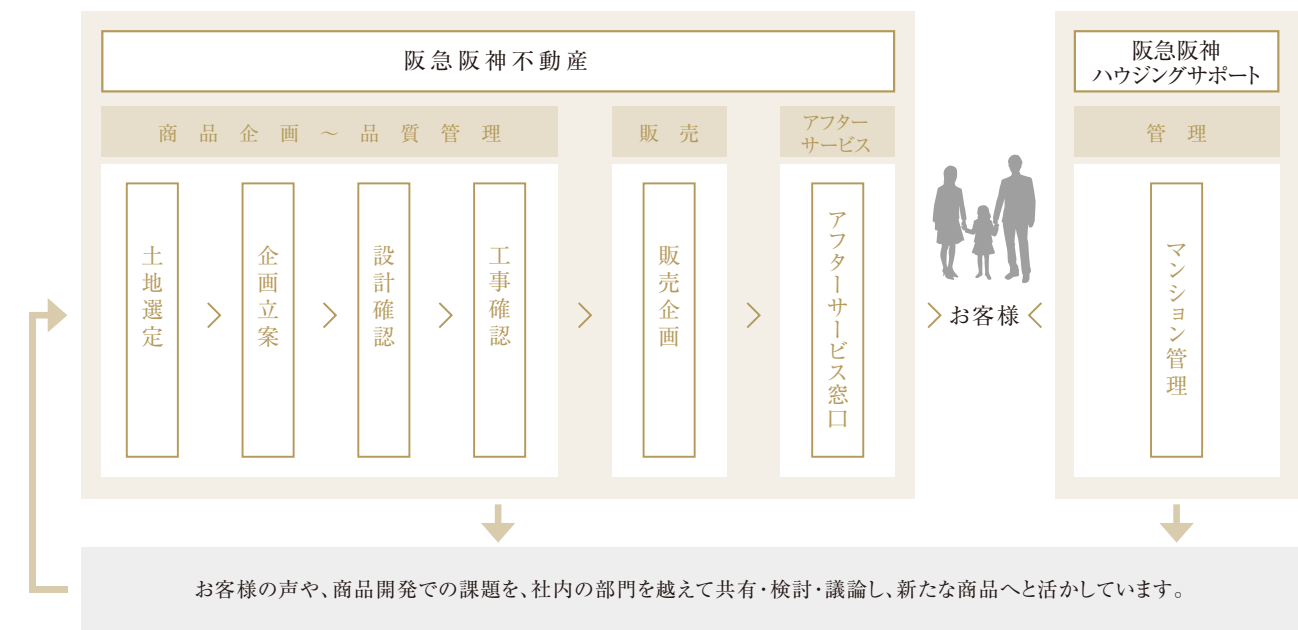 阪急阪神不動産
商品企画～品質管理
販売
アフター
サービス
土地選定
企画立案
設計確認
工事確認
販売企画
アフターサービス窓口
お客様
阪急阪神
ハウジングサポート
管理
マンション管理
お客様の声や、商品開発での課題を、社内の部門を越えて共有・検討・議論し、新たな商品へと活かしています。